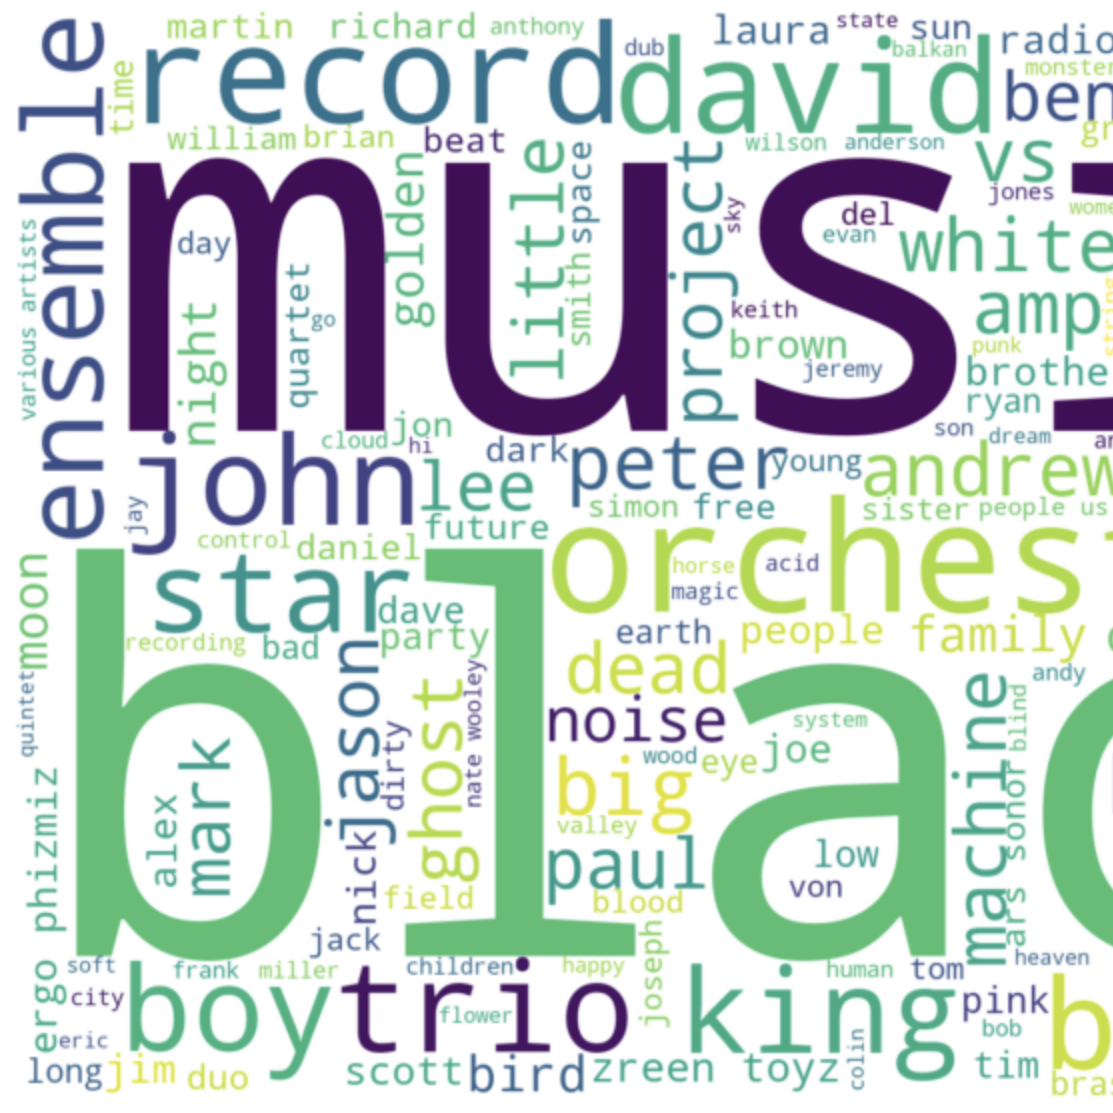 martin richard anthony laura state sun
dub balkan radio
record david monster
ensemble time ben
william brian beat wilson anderson vs gr
mus
golden little space project sky del jones wome
various artists day evan white
night quartet go smith keith amp string
brown punk
jeremy brothe
ryan
cloud jon hi dark son dream
john lee peter young andrew an
jay simon free sister people us
future
control daniel orches
star horse acid
moon dave magic
recording bad party earth people family
blac
quintet jason ghost nate wooley dead andy
dirty noise system machine blind
mark wood eye joe
alex big
ergo phizmiz valley ars sonor
nick paul low
field blood von
jack joseph
soft frank miller children happy human tom heaven
city boy trio king pink b
flower bob
eric colin
long jim duo scott bird zreen toyz tim
bras